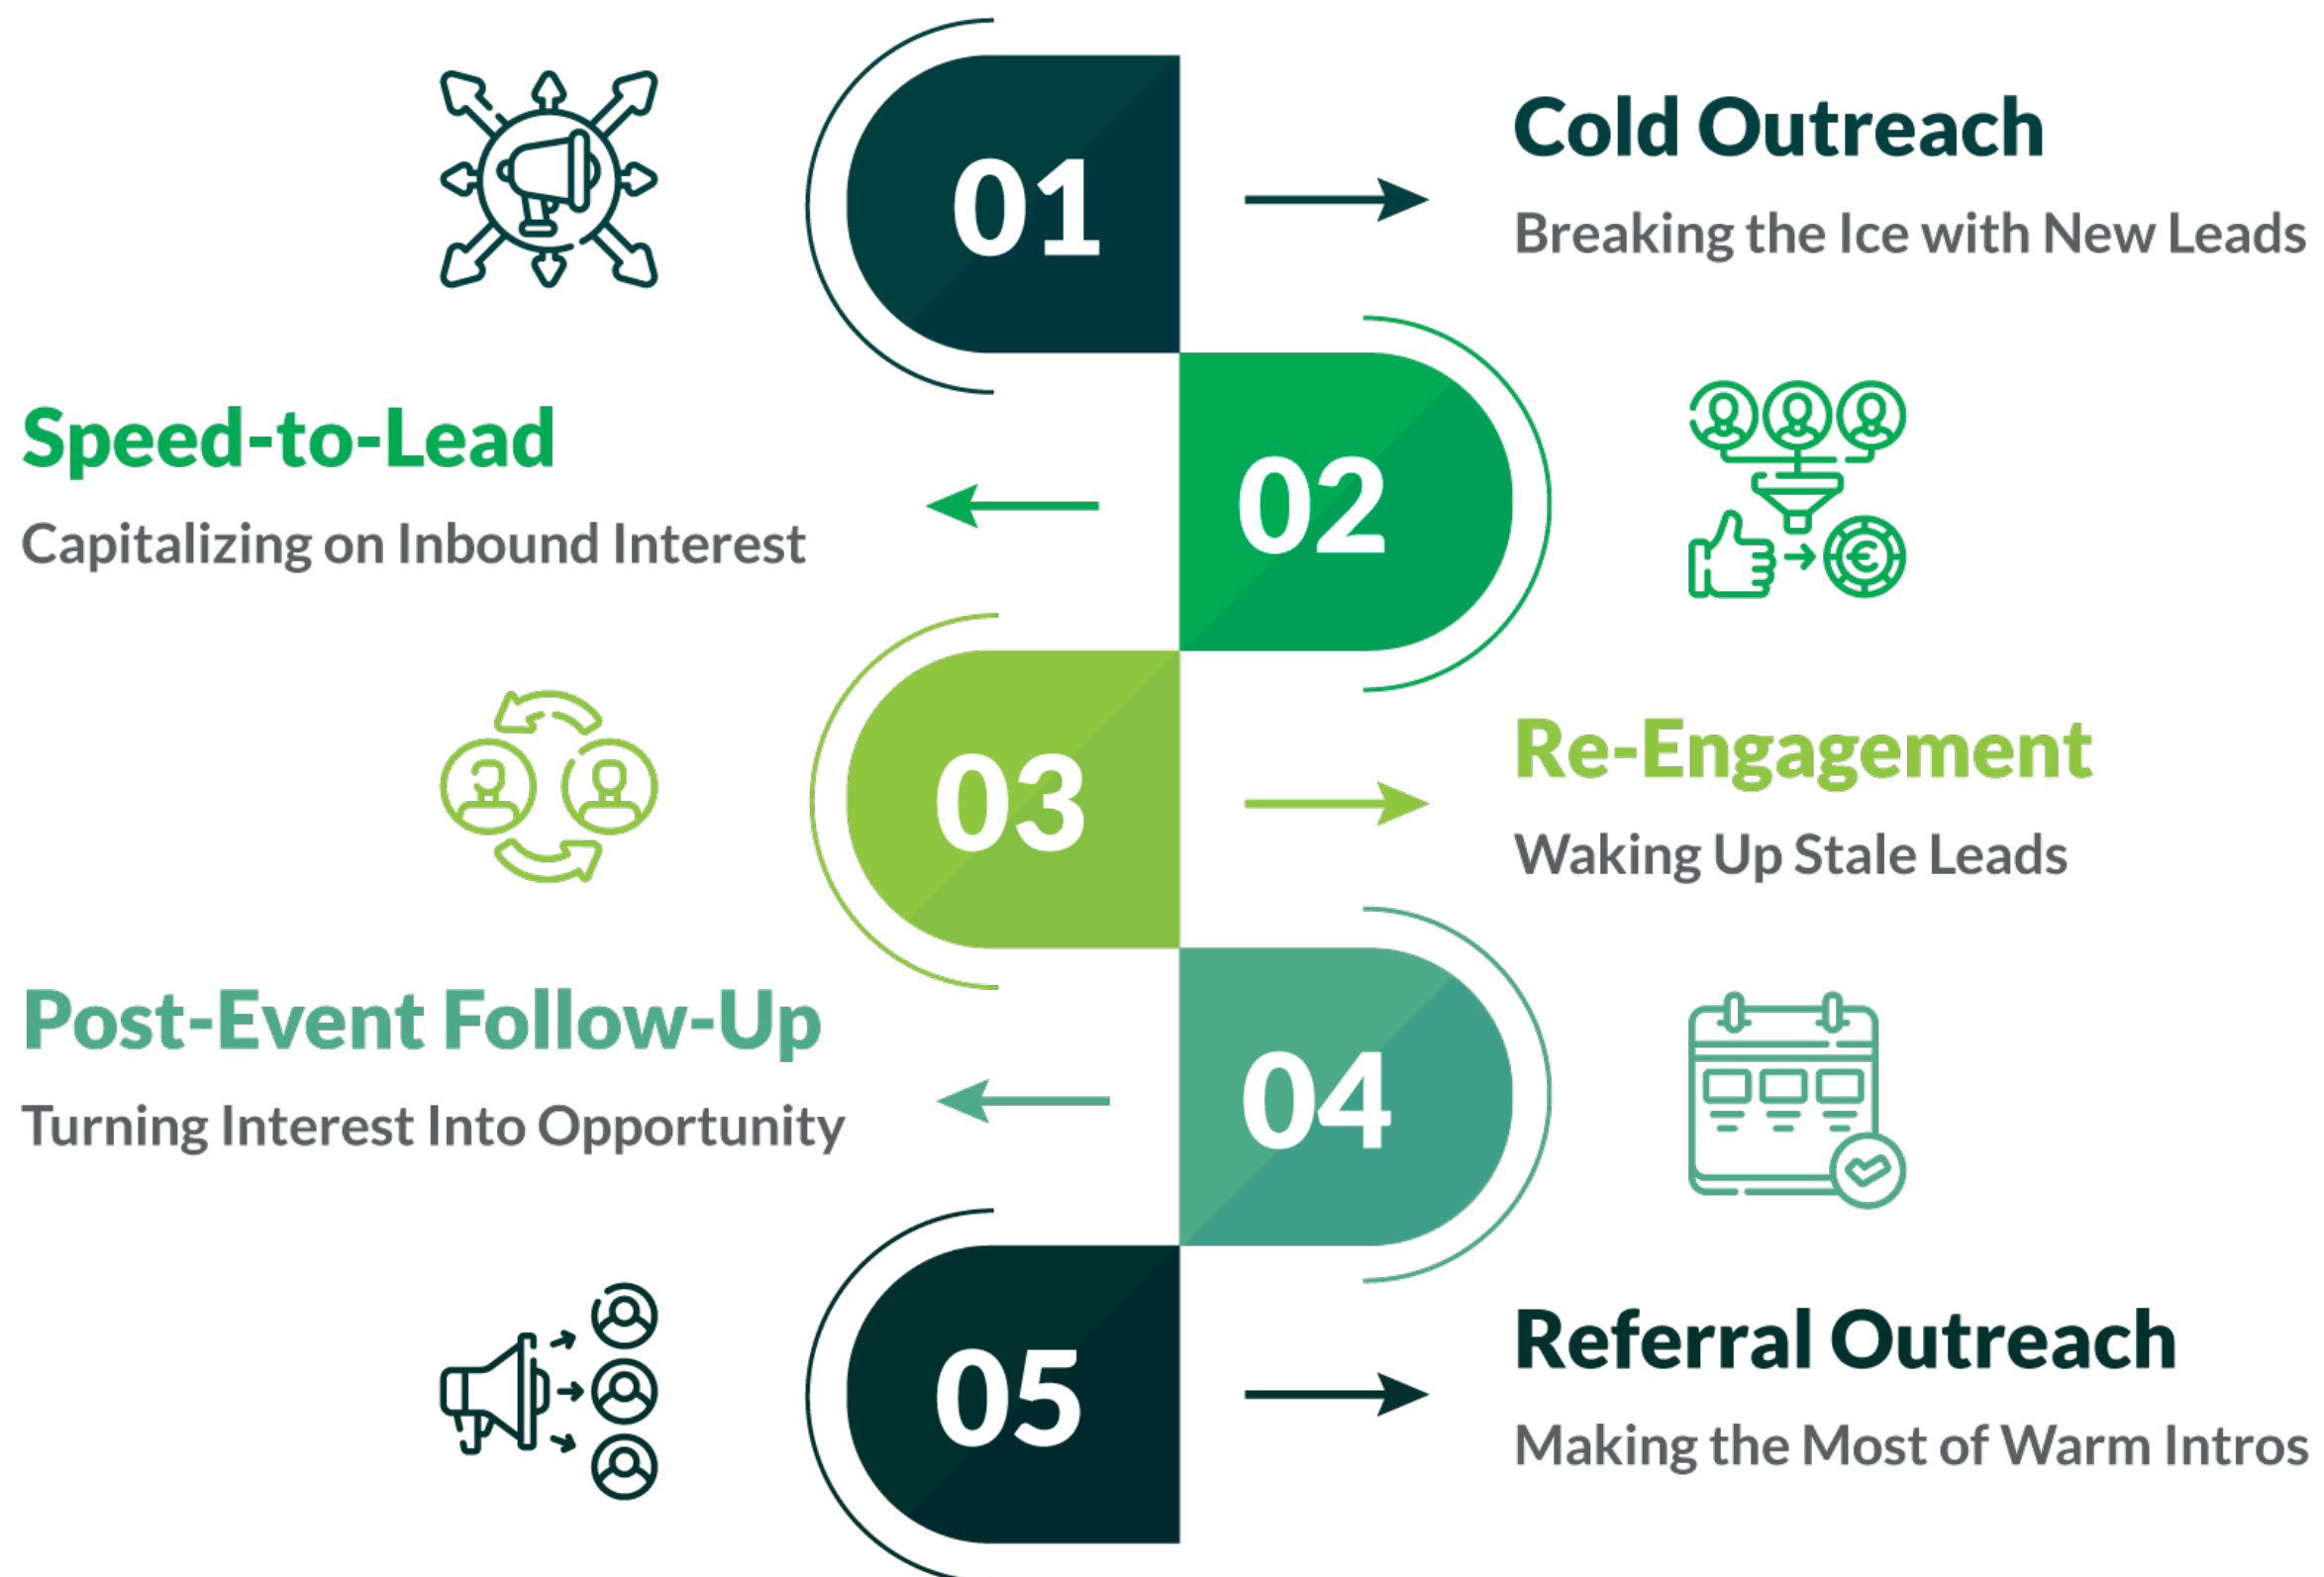 01
Cold Outreach
Breaking the Ice with New Leads
02
Speed-to-Lead
Capitalizing on Inbound Interest
03
Re-Engagement
Waking Up Stale Leads
04
Post-Event Follow-Up
Turning Interest Into Opportunity
05
Referral Outreach
Making the Most of Warm Intros